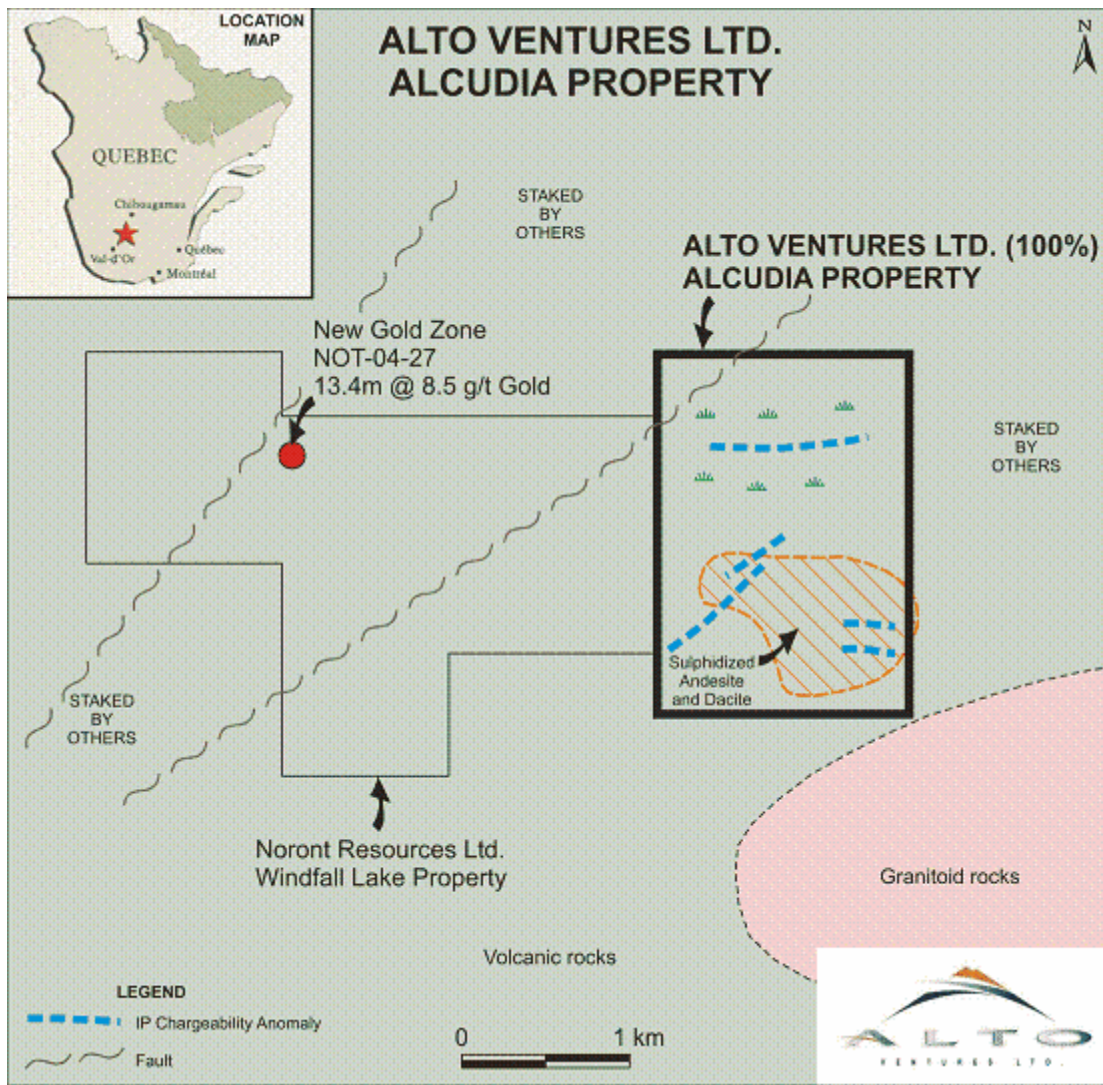 LOCATION
MAP
QUEBEC
Chibougamau
Val-d'Or
Québec
Montréal
ALTO VENTURES LTD.
ALCUDIA PROPERTY
N
STAKED
BY
OTHERS
ALTO VENTURES LTD. (100%)
ALCUDIA PROPERTY
New Gold Zone
NOT-04-27
13.4m @ 8.5 g/t Gold
STAKED
BY
OTHERS
Sulphidized
Andesite
and Dacite
STAKED
BY
OTHERS
Noront Resources Ltd.
Windfall Lake Property
Granitoid rocks
Volcanic rocks
LEGEND
IP Chargeability Anomaly
Fault
0 1 km
ALTO
VENTURES LTD.